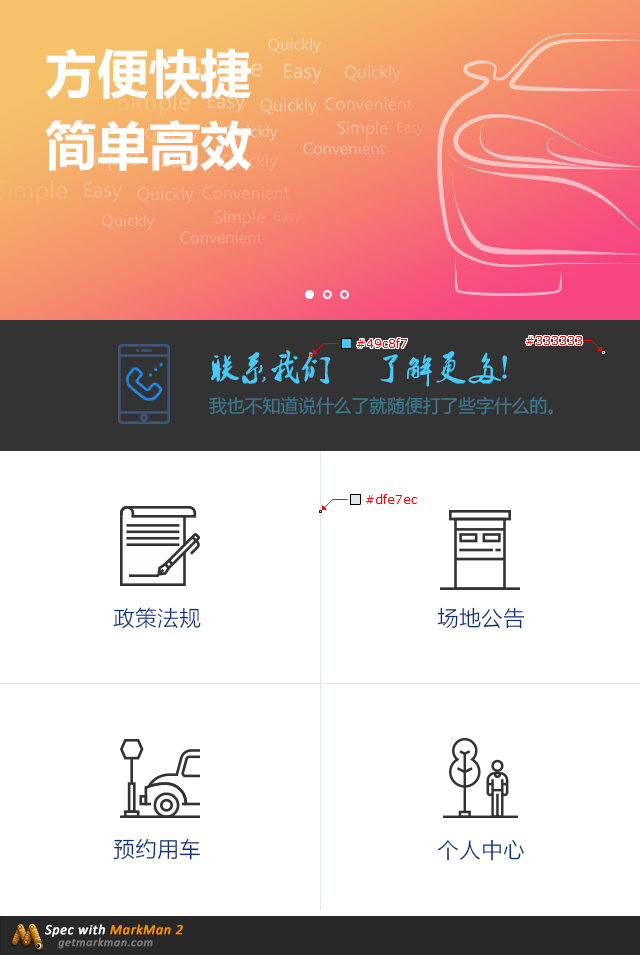 方便快捷
简单高效
Quickly
Simple Easy Quickly
Simple Easy Quickly Convenient
Quickly Simple Easy
Quickly Convenient
Simple Easy Quickly Convenient
Quickly Simple Easy
Convenient
#49c8f7 #333333
联系我们 了解更多!
我也不知道说什么了就随便打了些字什么的。
#dfe7ec
政策法规 场地公告
预约用车 个人中心
Spec with MarkMan 2
getmarkman.com